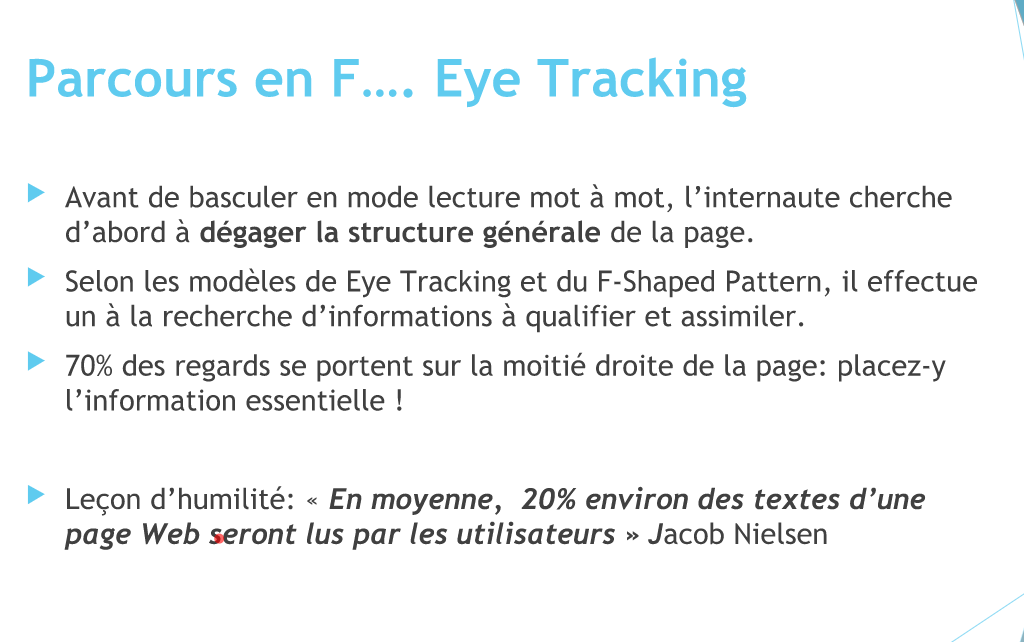 Parcours en F…. Eye Tracking
Avant de basculer en mode lecture mot à mot, l’internaute cherche
d’abord à dégager la structure générale de la page.
Selon les modèles de Eye Tracking et du F-Shaped Pattern, il effectue
un à la recherche d’informations à qualifier et assimiler.
70% des regards se portent sur la moitié droite de la page: placez-y
l’information essentielle !
Leçon d’humilité: « En moyenne, 20% environ des textes d’une
page Web seront lus par les utilisateurs » Jacob Nielsen